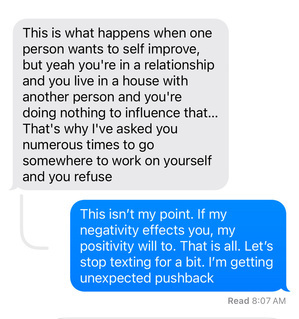 This is what happens when one
person wants to self improve,
but yeah you're in a relationship
and you live in a house with
another person and you're
doing nothing to influence that...
That's why I've asked you
numerous times to go
somewhere to work on yourself
and you refuse
This isn't my point. If my
negativity effects you, my
positivity will to. That is all. Let's
stop texting for a bit. I'm getting
unexpected pushback
Read 8:07 AM